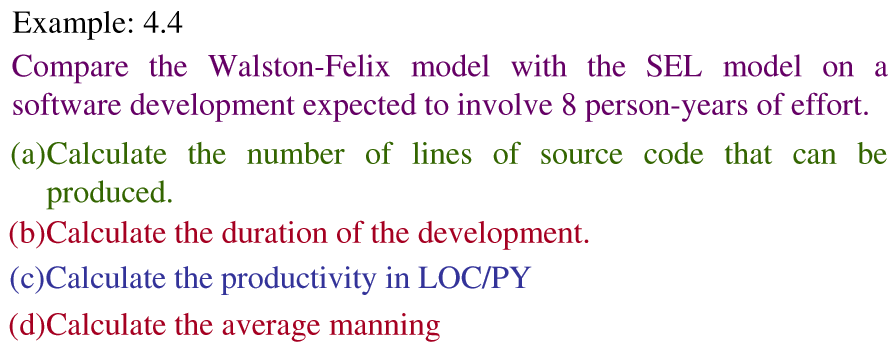 Example: 4.4
Compare the Walston-Felix model with the SEL model on a
software development expected to involve 8 person-years of effort.
(a)Calculate the number of lines of source code that can be
produced.
(b)Calculate the duration of the development.
(c)Calculate the productivity in LOC/PY
(d)Calculate the average manning